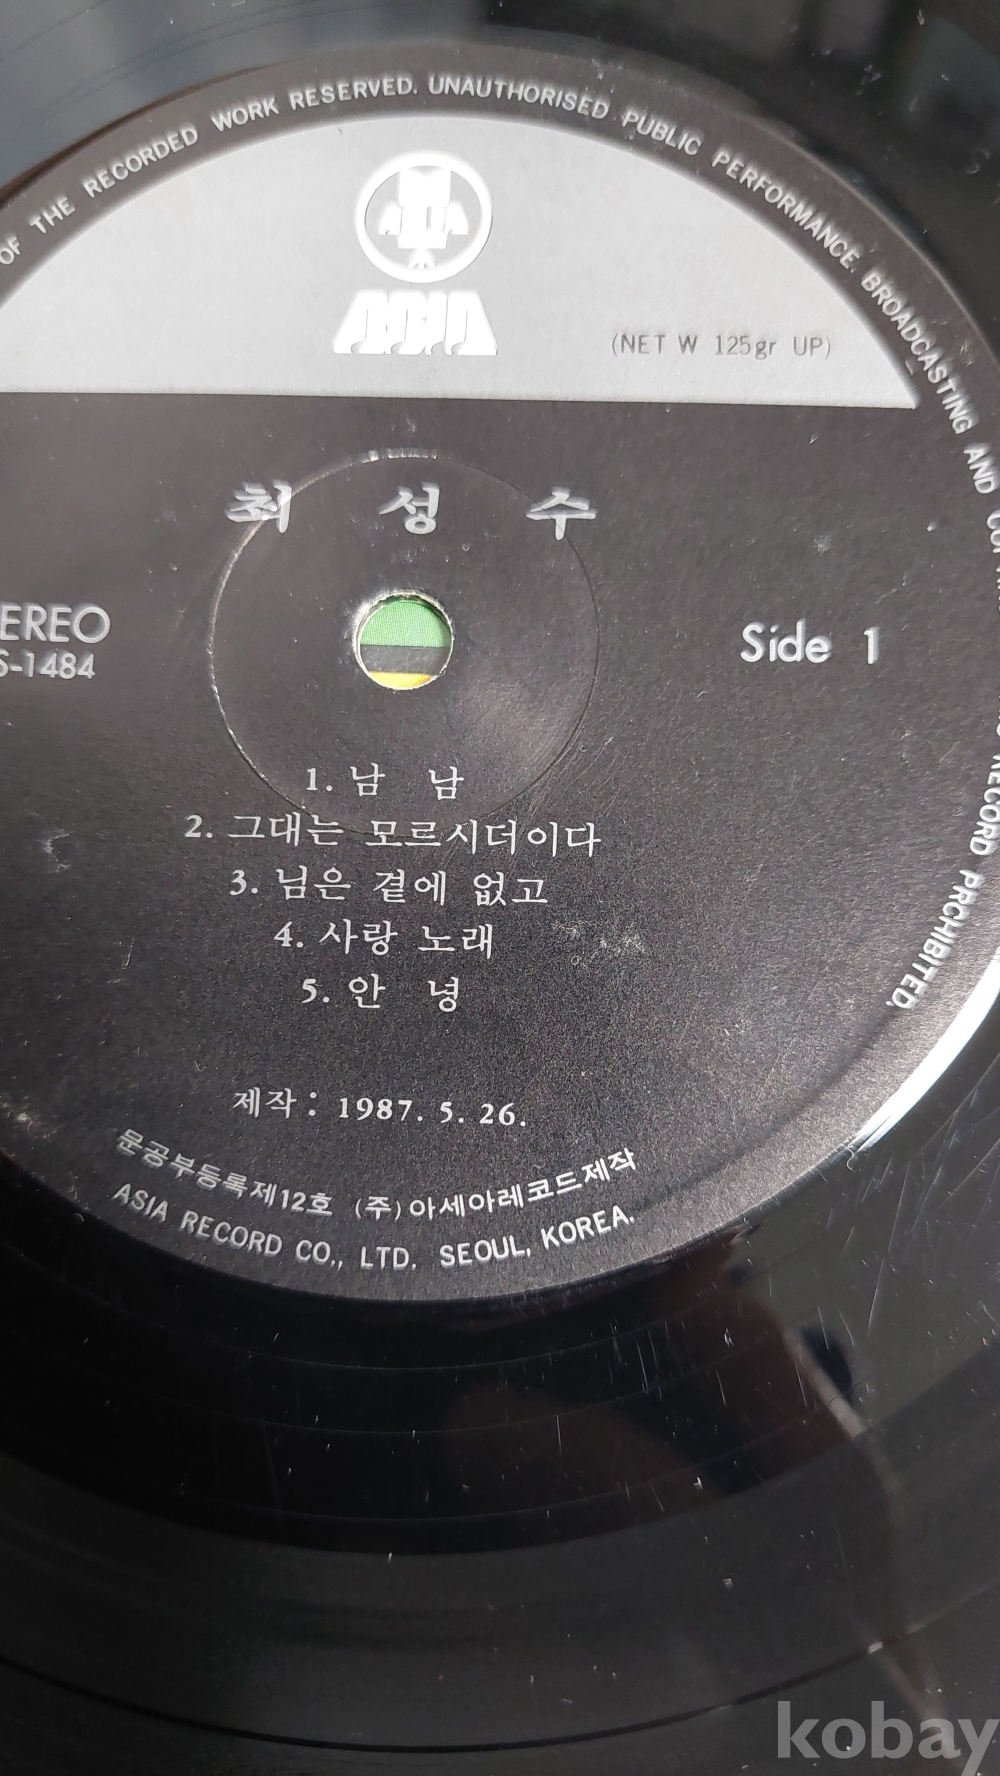 OF THE RECORDED WORK RESERVED. UNAUTHORISED PUBLIC PERFORMANCE. BROADCASTING AND
RECORD PROHIBITED.
ASIA
ASIA
(NET W 125gr UP)
최 성 수
EREO
S-1484
Side 1
1. 남 남
2. 그대는 모르시더이다
3. 님은 곁에 없고
4. 사랑 노래
5. 안 녕
제작: 1987. 5. 26.
문공부등록제12호 (주)아세아레코드제작
ASIA RECORD CO., LTD. SEOUL, KOREA.
kobay